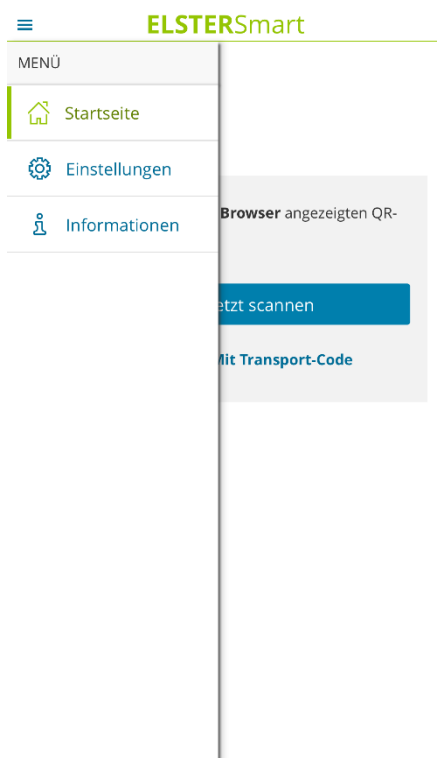 ELSTERSmart
MENÜ
Startseite
Einstellungen
Informationen
Browser angezeigten QR-
etzt scannen
Mit Transport-Code